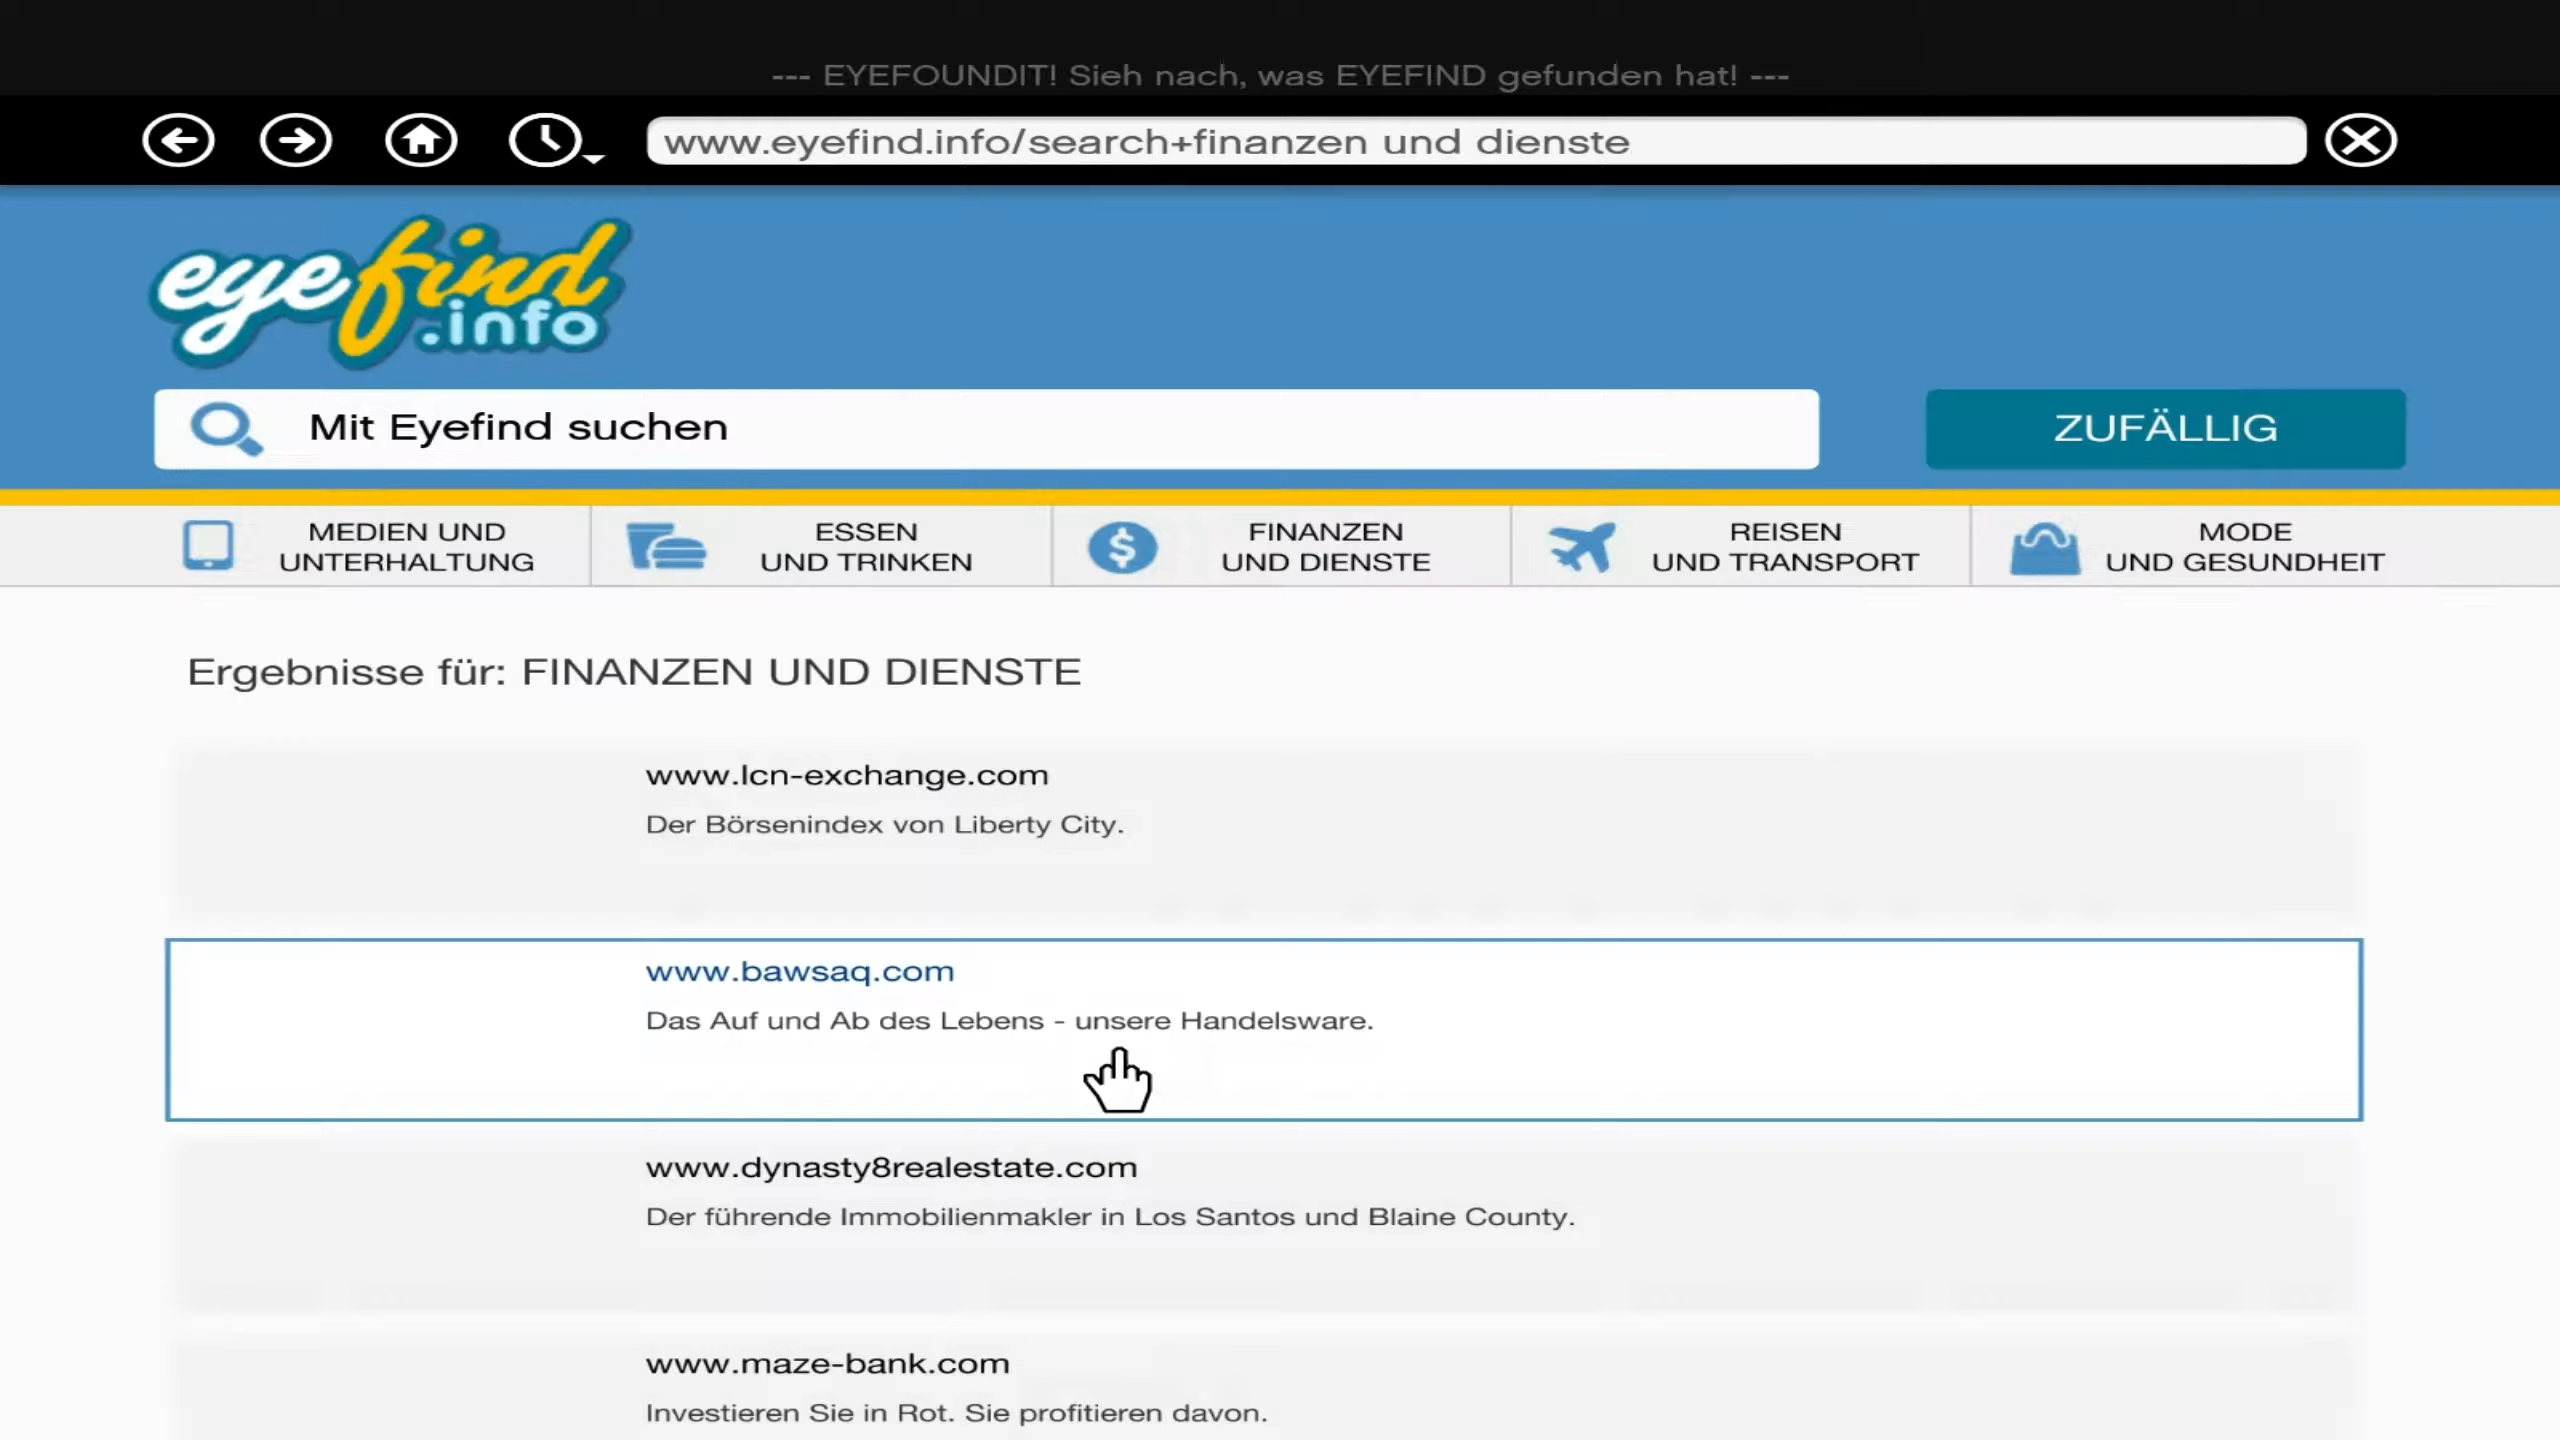 --- EYEFOUNDIT! Sieh nach, was EYEFIND gefunden hat! ---
www.eyefind.info/search+finanzen und dienste
eyefind
.info
Mit Eyefind suchen
ZUFÄLLIG
MEDIEN UND
UNTERHALTUNG
ESSEN
UND TRINKEN
FINANZEN
UND DIENSTE
REISEN
UND TRANSPORT
MODE
UND GESUNDHEIT
Ergebnisse für: FINANZEN UND DIENSTE
www.lcn-exchange.com
Der Börsenindex von Liberty City.
www.bawsaq.com
Das Auf und Ab des Lebens - unsere Handelsware.
www.dynasty8realestate.com
Der führende Immobilienmakler in Los Santos und Blaine County.
www.maze-bank.com
Investieren Sie in Rot. Sie profitieren davon.